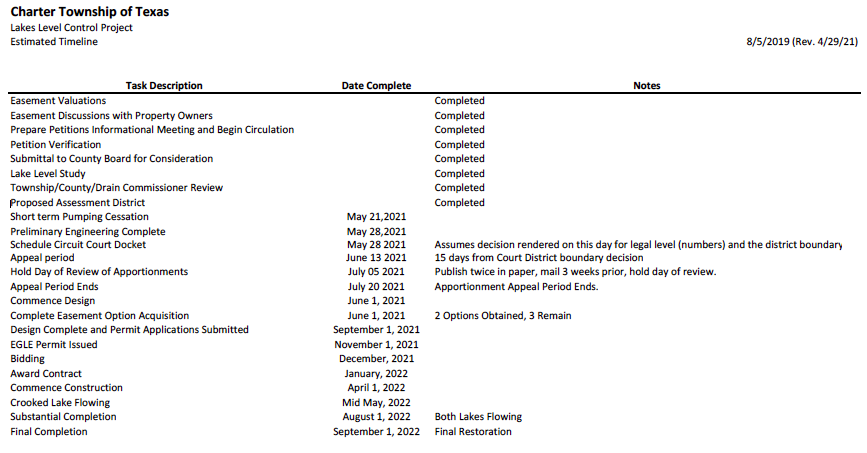 Charter Township of Texas
Lakes Level Control Project
Estimated Timeline 8/5/2019 (Rev. 4/29/21)
Task Description Date Complete Notes
Easement Valuations Completed
Easement Discussions with Property Owners Completed
Prepare Petitions Informational Meeting and Begin Circulation Completed
Petition Verification Completed
Submittal to County Board for Consideration Completed
Lake Level Study Completed
Township/County/Drain Commissioner Review Completed
Proposed Assessment District Completed
Short term Pumping Cessation May 21,2021
Preliminary Engineering Complete May 28,2021
Schedule Circuit Court Docket May 28 2021 Assumes decision rendered on this day for legal level (numbers) and the district boundary
Appeal period June 13 2021 15 days from Court District boundary decision
Hold Day of Review of Apportionments July 05 2021 Publish twice in paper, mail 3 weeks prior, hold day of review.
Appeal Period Ends July 20 2021 Apportionment Appeal Period Ends.
Commence Design June 1, 2021
Complete Easement Option Acquisition June 1, 2021 2 Options Obtained, 3 Remain
Design Complete and Permit Applications Submitted September 1, 2021
EGLE Permit Issued November 1, 2021
Bidding December, 2021
Award Contract January, 2022
Commence Construction April 1, 2022
Crooked Lake Flowing Mid May, 2022
Substantial Completion August 1, 2022 Both Lakes Flowing
Final Completion September 1, 2022 Final Restoration